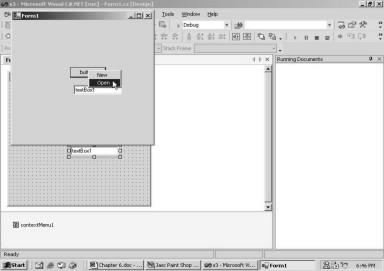 x3 - Microsoft Visual C#.NET [run] - Form1.cs [Design]
Form1
Tools Window Help
Debug
Stack Frame
Running Documents
New
Open
textBox1
textBox1
contextMenu1
Ready
Start
Chapter 6.doc - ...
Jasc Paint Shop ...
x3 - Microsoft V...
Form1
6:46 PM